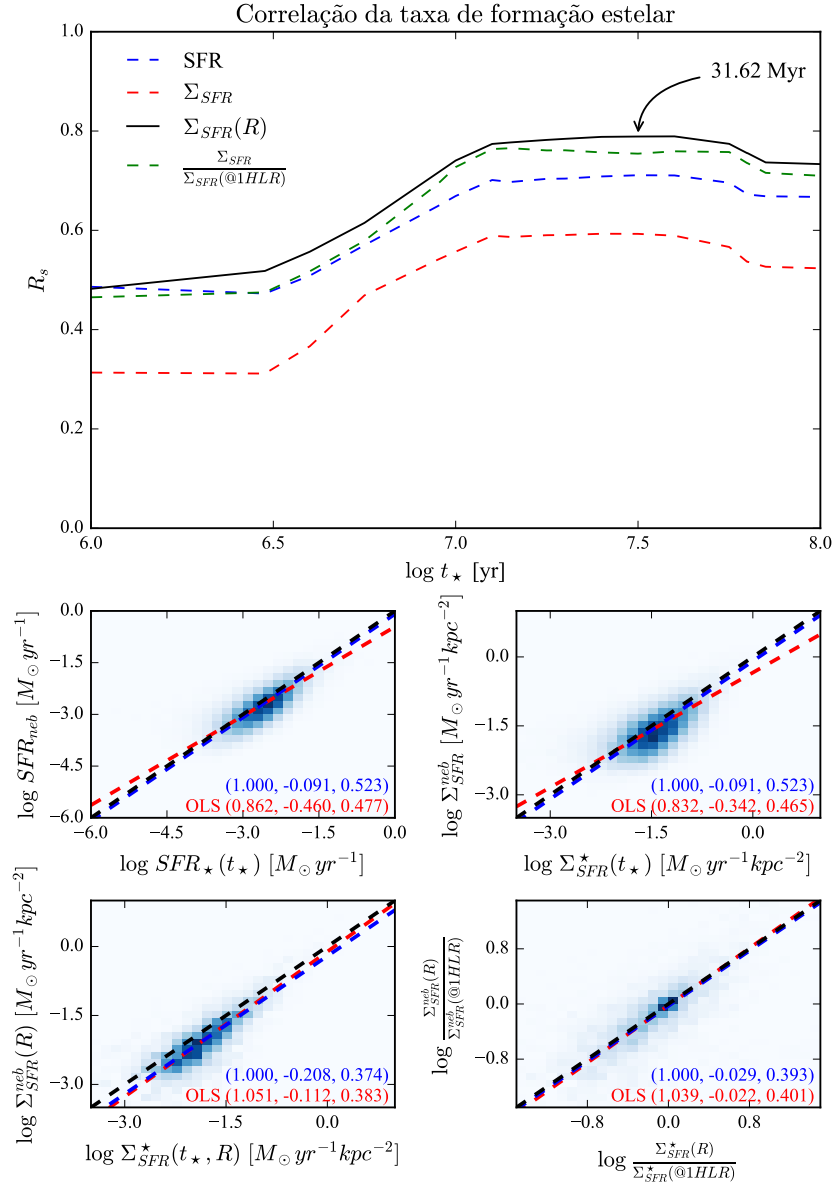 Correlação da taxa de formação estelar
1.0
0.8
0.6
0.4
0.2
0.0
R_s
SFR
Σ_SFR
Σ_SFR(R)
Σ_SFR / Σ_SFR(@1HLR)
31.62 Myr
6.0 6.5 7.0 7.5 8.0
log t⋆ [yr]
0.0
−1.5
−3.0
−4.5
−6.0
log SFR_neb [M⊙ yr⁻¹]
(1.000, -0.091, 0.523)
OLS (0.862, -0.460, 0.477)
−6.0 −4.5 −3.0 −1.5 0.0
log SFR⋆(t⋆) [M⊙ yr⁻¹]
0.0
−1.5
−3.0
log Σ^neb_SFR [M⊙ yr⁻¹ kpc⁻²]
(1.000, -0.091, 0.523)
OLS (0.832, -0.342, 0.465)
−3.0 −1.5 0.0
log Σ^⋆_SFR(t⋆) [M⊙ yr⁻¹ kpc⁻²]
0.0
−1.5
−3.0
log Σ^neb_SFR(R) [M⊙ yr⁻¹ kpc⁻²]
(1.000, -0.208, 0.374)
OLS (1.051, -0.112, 0.383)
−3.0 −1.5 0.0
log Σ^⋆_SFR(t⋆, R) [M⊙ yr⁻¹ kpc⁻²]
0.8
0.0
−0.8
log Σ^neb_SFR(R) / Σ^neb_SFR(@1HLR)
(1.000, -0.029, 0.393)
OLS (1.039, -0.022, 0.401)
−0.8 0.0 0.8
log Σ^⋆_SFR(R) / Σ^⋆_SFR(@1HLR)